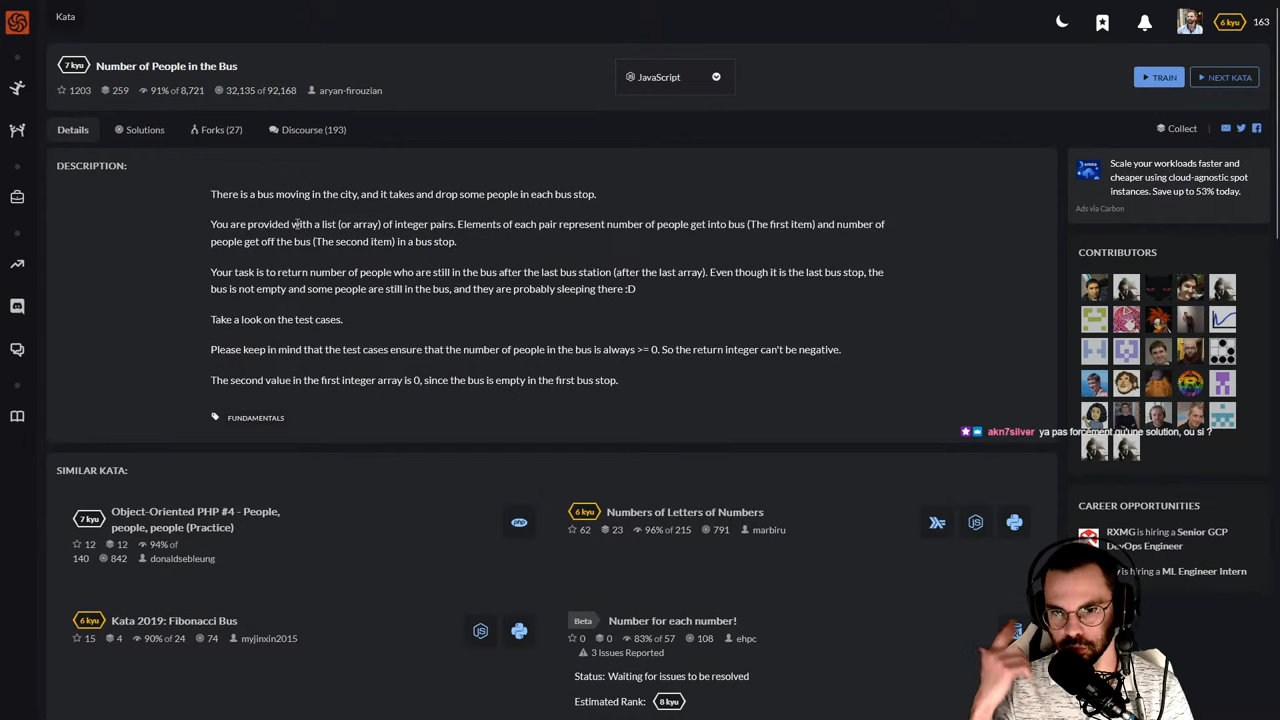 Kata
6 kyu
163
7 kyu
Number of People in the Bus
JavaScript
TRAIN
NEXT KATA
1203
259
91% of 8,721
32,135 of 92,168
aryan-firouzian
Details
Solutions
Forks (27)
Discourse (193)
Collect
DESCRIPTION:
There is a bus moving in the city, and it takes and drop some people in each bus stop.
You are provided with a list (or array) of integer pairs. Elements of each pair represent number of people get into bus (The first item) and number of
people get off the bus (The second item) in a bus stop.
Your task is to return number of people who are still in the bus after the last bus station (after the last array). Even though it is the last bus stop, the
bus is not empty and some people are still in the bus, and they are probably sleeping there :D
Take a look on the test cases.
Please keep in mind that the test cases ensure that the number of people in the bus is always >= 0. So the return integer can't be negative.
The second value in the first integer array is 0, since the bus is empty in the first bus stop.
FUNDAMENTALS
Scale your workloads faster and
cheaper using cloud-agnostic spot
instances. Save up to 53% today.
Ads via Carbon
CONTRIBUTORS
akn7silver ya pas forcément qu'une solution, ou si ?
SIMILAR KATA:
7 kyu
Object-Oriented PHP #4 - People,
people, people (Practice)
php
12
12
94% of
140
842
donaldsebleung
6 kyu
Numbers of Letters of Numbers
62
23
96% of 215
791
marbiru
6 kyu
Kata 2019: Fibonacci Bus
15
4
90% of 24
74
myjinxin2015
Beta
Number for each number!
0
0
83% of 57
108
ehpc
3 Issues Reported
Status: Waiting for issues to be resolved
Estimated Rank:
8 kyu
CAREER OPPORTUNITIES
RXMG is hiring a Senior GCP
DevOps Engineer
is hiring a ML Engineer Intern